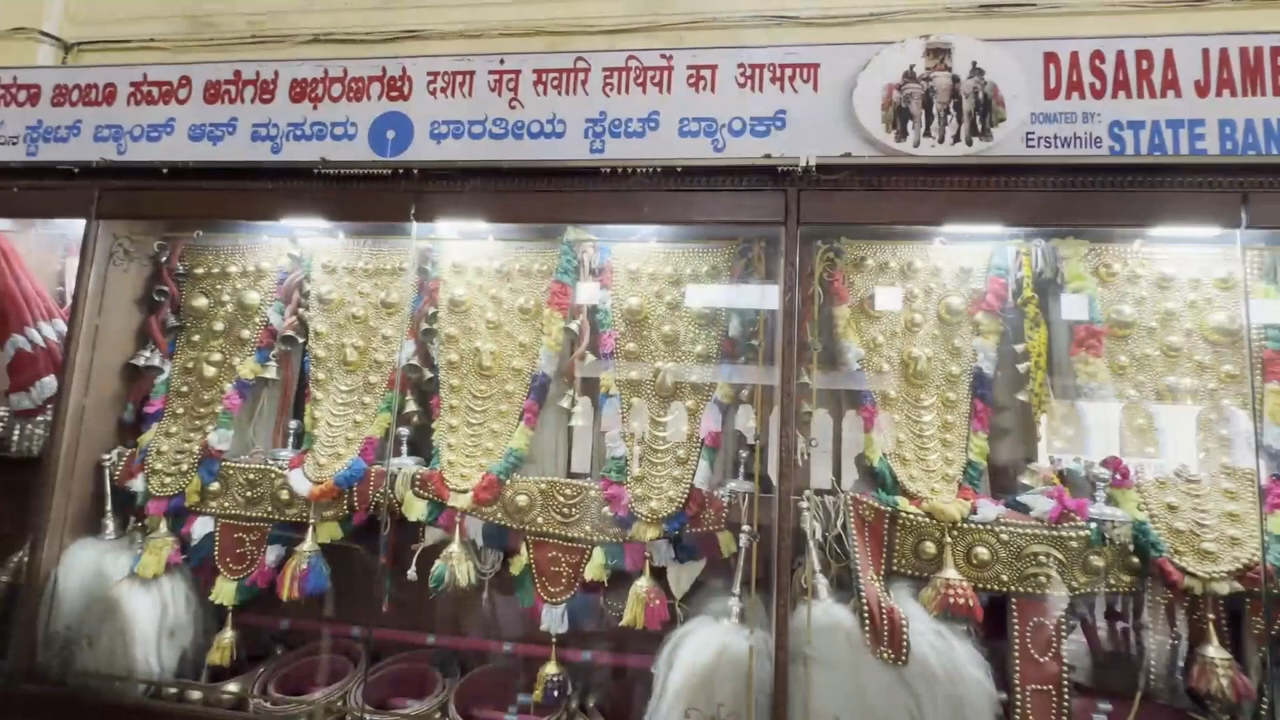 ಸರಾ ಜಂಬೂ ಸವಾರಿ ಆನೆಗಳ ಆಭರಣಗಳು दशरा जंवू सवारि हाथियों का आभरण
ಸ್ಟೇಟ್ ಬ್ಯಾಂಕ್ ಆಫ್ ಮೈಸೂರು ಭಾರತೀಯ ಸ್ಟೇಟ್ ಬ್ಯಾಂಕ್
DASARA JAMB
DONATED BY:
Erstwhile STATE BAN